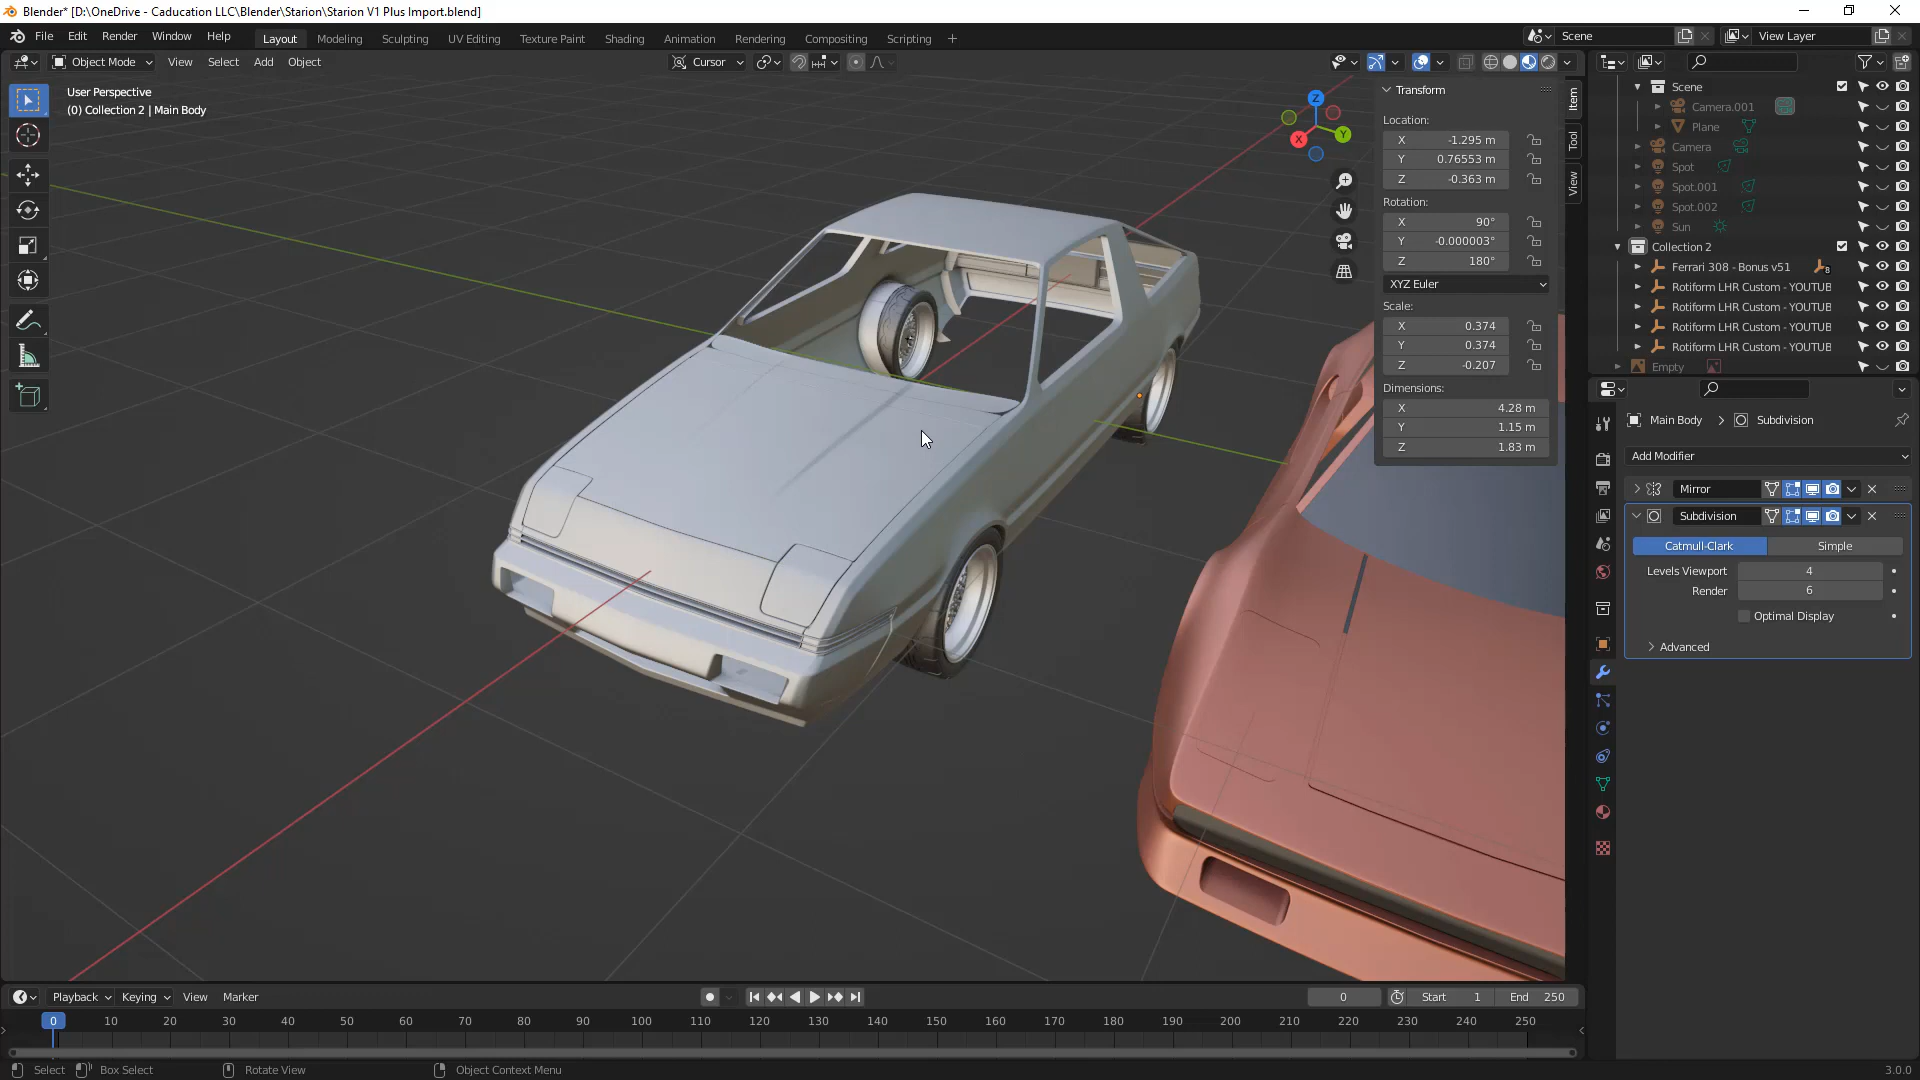 Blender* [D:\OneDrive - Caducation LLC\Blender\Starion\Starion V1 Plus Import.blend]
File Edit Render Window Help Layout Modeling Sculpting UV Editing Texture Paint Shading Animation Rendering Compositing Scripting + Scene View Layer
Object Mode View Select Add Object Cursor
User Perspective
(0) Collection 2 | Main Body
Z
Y
X
Transform
Location:
X -1.295 m
Y 0.76553 m
Z -0.363 m
Rotation:
X 90°
Y -0.000003°
Z 180°
XYZ Euler
Scale:
X 0.374
Y 0.374
Z -0.207
Dimensions:
X 4.28 m
Y 1.15 m
Z 1.83 m
Item
Tool
View
Scene
Camera.001
Plane
Camera
Spot
Spot.001
Spot.002
Sun
Collection 2
Ferrari 308 - Bonus v51 8
Rotiform LHR Custom - YOUTUB
Rotiform LHR Custom - YOUTUB
Rotiform LHR Custom - YOUTUB
Rotiform LHR Custom - YOUTUB
Empty
Main Body > Subdivision
Add Modifier
Mirror
Subdivision
Catmull-Clark Simple
Levels Viewport 4
Render 6
Optimal Display
Advanced
Playback Keying View Marker 0 Start 1 End 250
0 10 20 30 40 50 60 70 80 90 100 110 120 130 140 150 160 170 180 190 200 210 220 230 240 250
Select Box Select Rotate View Object Context Menu 3.0.0